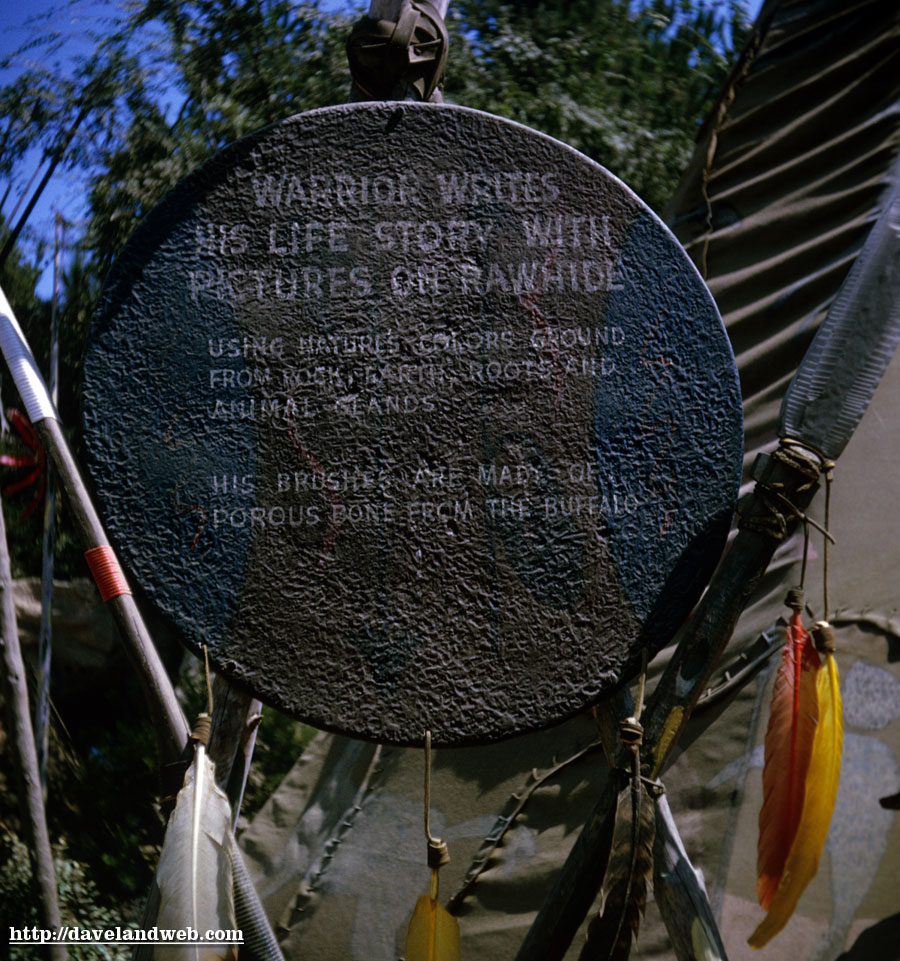 WARRIOR WRITES
HIS LIFE STORY WITH
PICTURES ON RAWHIDE
USING NATURES COLORS GROUND
FROM ROCK, EARTH, ROOTS AND
ANIMAL GLANDS
HIS BRUSHES ARE MADE OF
POROUS BONE FROM THE BUFFALO
http://davelandweb.com